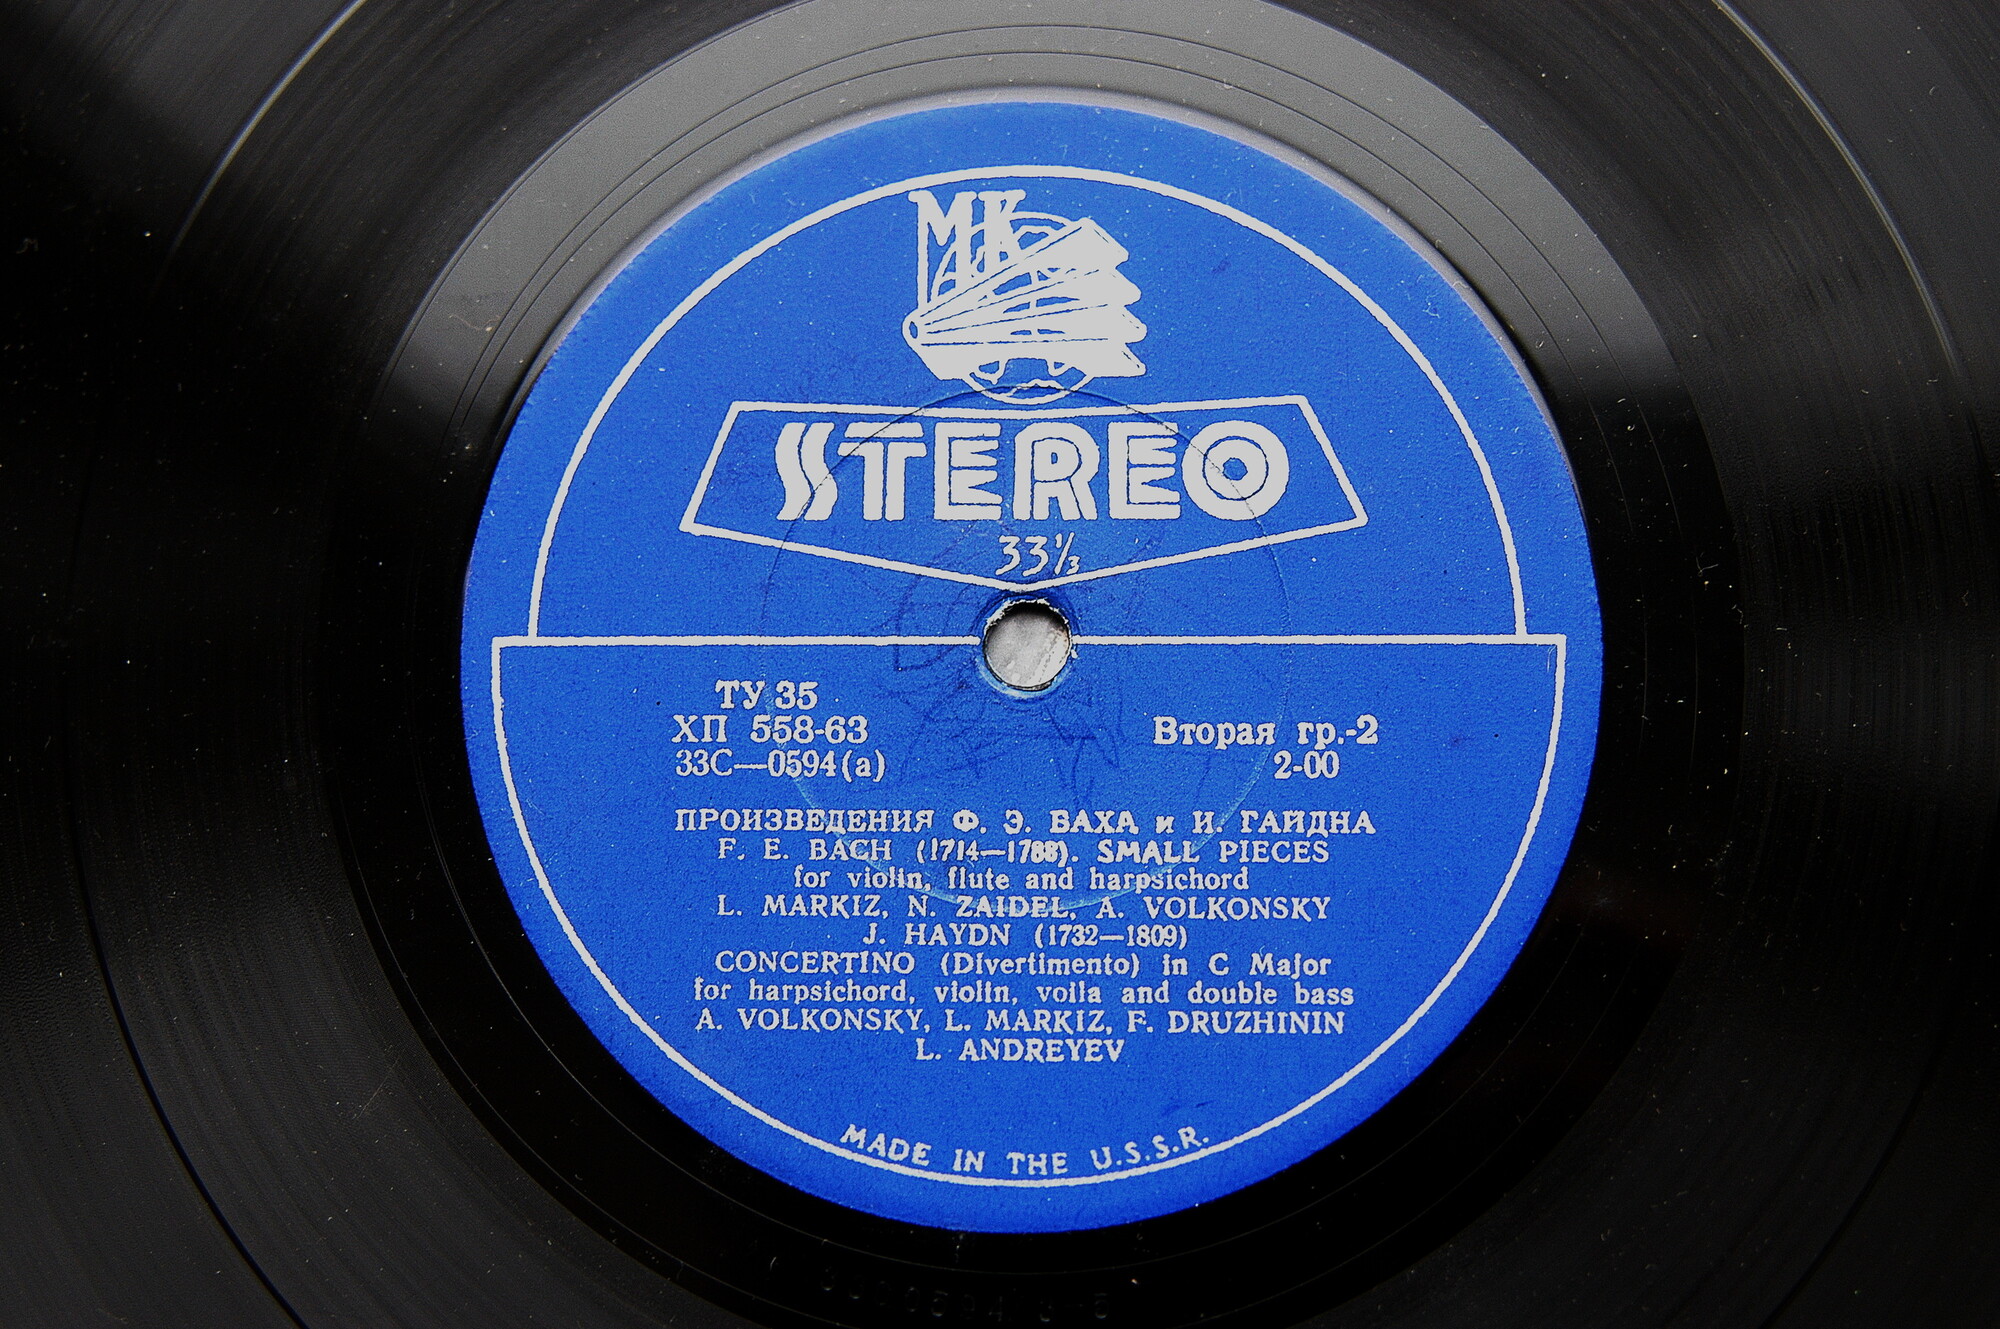 МК
STEREO
33⅓
ТУ 35
ХП 558-63
33С—0594(а)
Вторая гр.-2
2-00
ПРОИЗВЕДЕНИЯ Ф. Э. БАХА и И. ГАЙДНА
F. E. BACH (1714—1788). SMALL PIECES
for violin, flute and harpsichord
L. MARKIZ, N. ZAIDEL, A. VOLKONSKY
J. HAYDN (1732—1809)
CONCERTINO (Divertimento) in C Major
for harpsichord, violin, voila and double bass
A. VOLKONSKY, L. MARKIZ, F. DRUZHININ
L. ANDREYEV
MADE IN THE U.S.S.R.